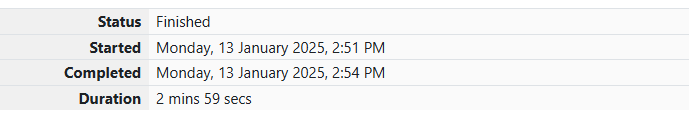 Status Finished
Started Monday, 13 January 2025, 2:51 PM
Completed Monday, 13 January 2025, 2:54 PM
Duration 2 mins 59 secs